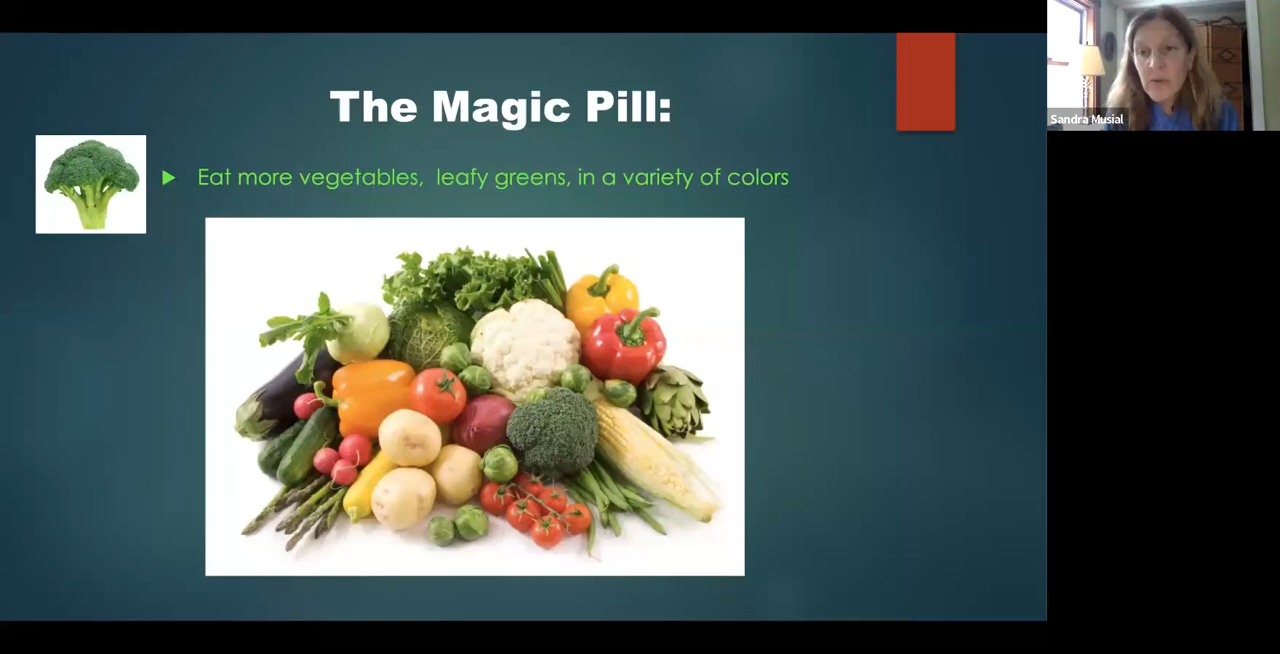 The Magic Pill:
Eat more vegetables, leafy greens, in a variety of colors
Sandra Musial